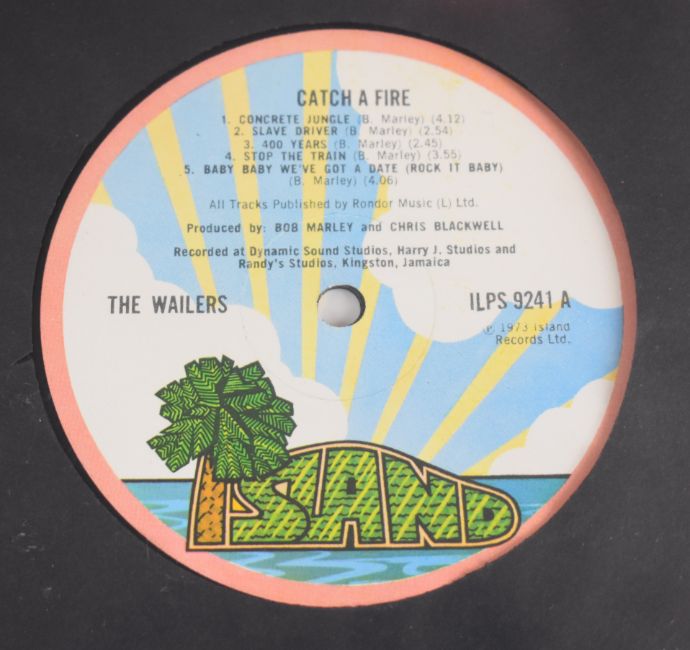 CATCH A FIRE
1. CONCRETE JUNGLE (B. Marley) (4.12)
2. SLAVE DRIVER (B. Marley) (2.54)
3. 400 YEARS (B. Marley) (2.45)
4. STOP THE TRAIN (B. Marley) (3.55)
5. BABY BABY WE'VE GOT A DATE (ROCK IT BABY)
(B. Marley) (4.06)
All Tracks Published by Rondor Music (L) Ltd.
Produced by: BOB MARLEY and CHRIS BLACKWELL
Recorded at Dynamic Sound Studios, Harry J. Studios and
Randy's Studios, Kingston, Jamaica
THE WAILERS
ILPS 9241 A
℗ 1973 Island
Records Ltd.
ISLAND